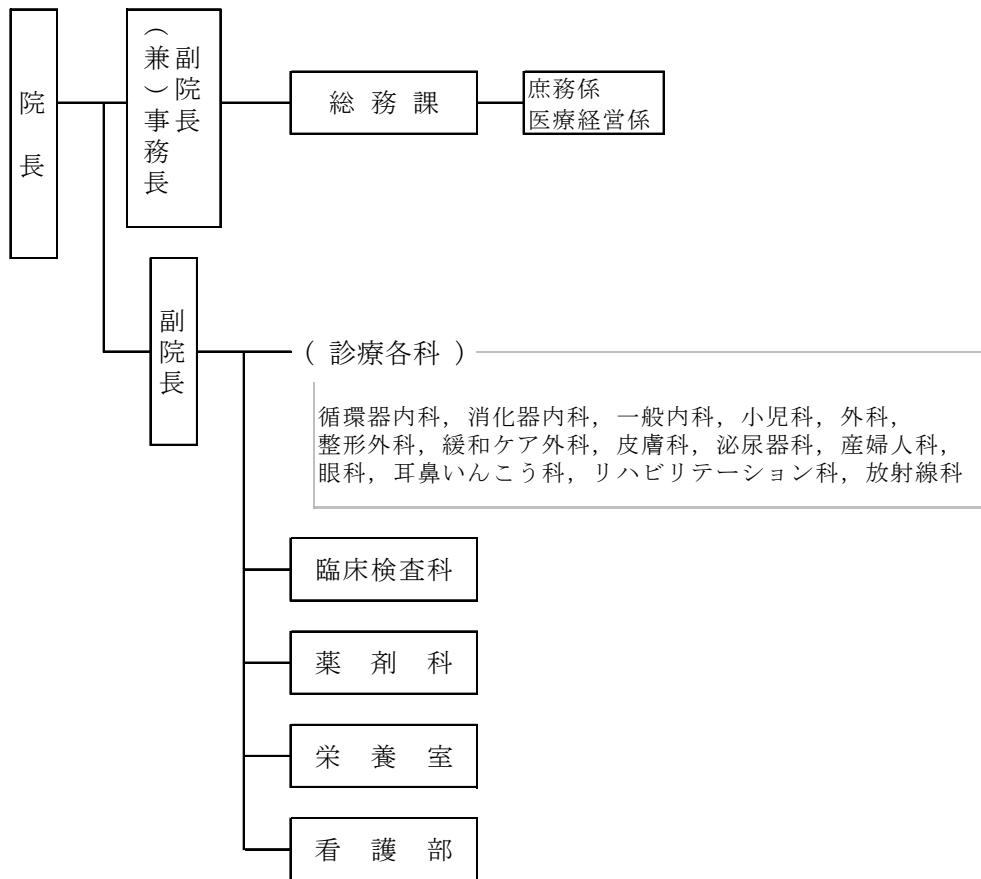 院長
副院長
（兼）事務長
総務課
庶務係
医療経営係
副院長
( 診療各科 )
循環器内科, 消化器内科, 一般内科, 小児科, 外科,
整形外科, 緩和ケア外科, 皮膚科, 泌尿器科, 産婦人科,
眼科, 耳鼻いんこう科, リハビリテーション科, 放射線科
臨床検査科
薬剤科
栄養室
看護部